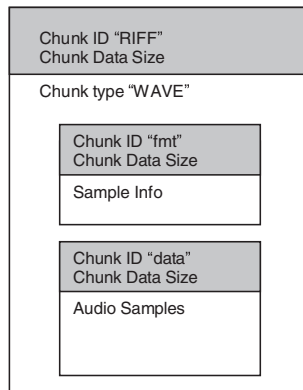 Chunk ID “RIFF”
Chunk Data Size
Chunk type “WAVE”
Chunk ID “fmt”
Chunk Data Size
Sample Info
Chunk ID “data”
Chunk Data Size
Audio Samples